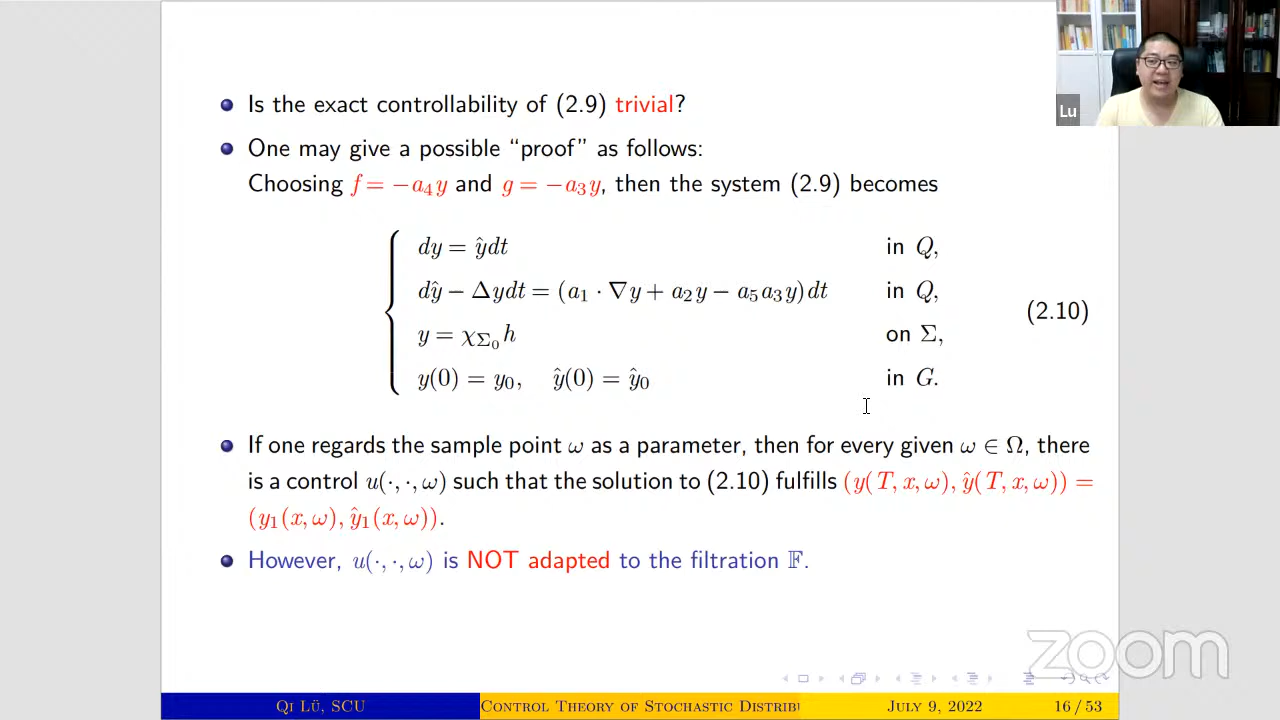 Is the exact controllability of (2.9) trivial?
One may give a possible “proof” as follows:
Choosing f = −a₄y and g = −a₃y, then the system (2.9) becomes
dy = ŷdt in Q,
dŷ − Δydt = (a₁ · ∇y + a₂y − a₅a₃y)dt in Q,
y = χ_Σ₀ h on Σ,
y(0) = y₀, ŷ(0) = ŷ₀ in G.
(2.10)
If one regards the sample point ω as a parameter, then for every given ω ∈ Ω, there
is a control u(·, ·, ω) such that the solution to (2.10) fulfills (y(T, x, ω), ŷ(T, x, ω)) =
(y₁(x, ω), ŷ₁(x, ω)).
However, u(·, ·, ω) is NOT adapted to the filtration 𝔽.
Lu
zoom
Qi Lü, SCU Control Theory of Stochastic Distribu July 9, 2022 16 / 53